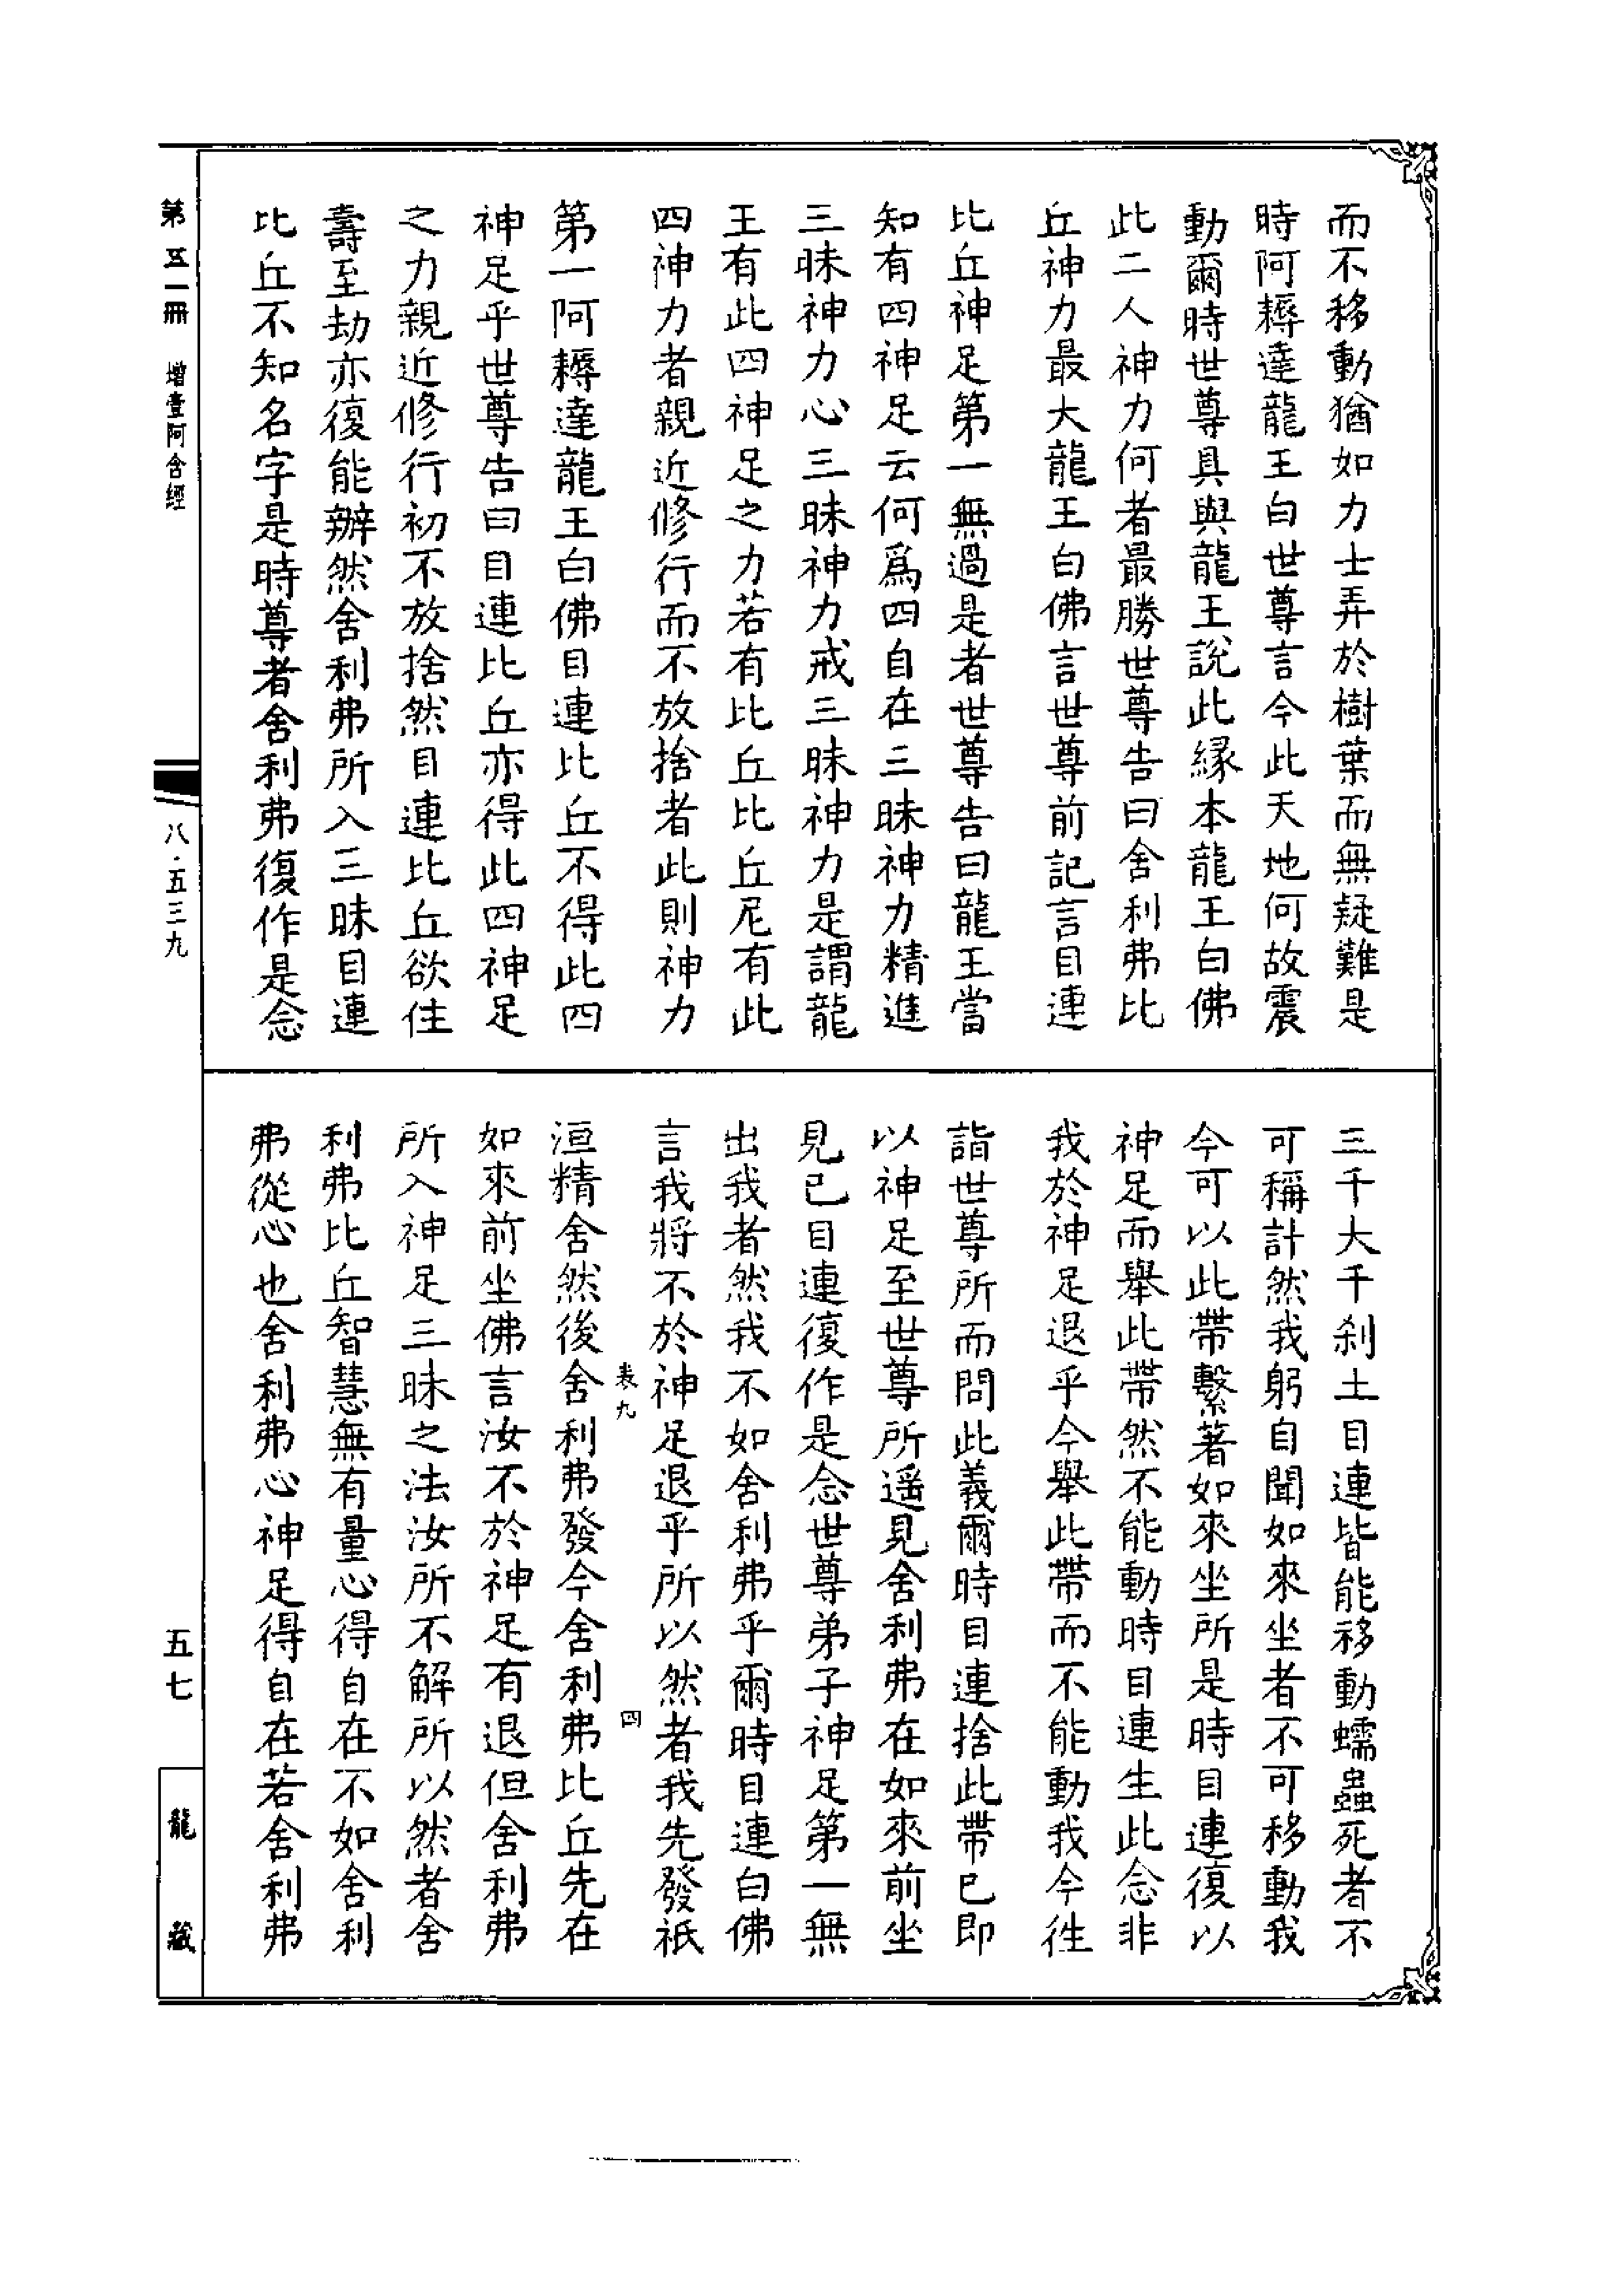 而不移動猶如力士弄於樹葉而無疑難是
時阿耨達龍王白世尊言今此天地何故震
動爾時世尊具與龍王說此緣本龍王白佛
此二人神力何者最勝世尊告曰舍利弗比
丘神力最大龍王白佛言世尊前記言目連
比丘神足第一無過是者世尊告曰龍王當
知有四神足云何爲四自在三昧神力精進
三昧神力心三昧神力戒三昧神力是謂龍
王有此四神足之力若有比丘比丘尼有此
四神力者親近修行而不放捨者此則神力
第一阿耨達龍王白佛目連比丘不得此四
神足乎世尊告曰目連比丘亦得此四神足
之力親近修行初不放捨然目連比丘欲住
壽至劫亦復能辦然舍利弗所入三昧目連
比丘不知名字是時尊者舍利弗復作是念
三千大千剎土目連皆能移動蠕蟲死者不
可稱計然我躬自聞如來坐者不可移動我
今可以此帶繫著如來坐所是時目連復以
神足而舉此帶然不能動時目連生此念非
我於神足退乎今舉此帶而不能動我今往
詣世尊所而問此義爾時目連捨此帶已即
以神足至世尊所遥見舍利弗在如來前坐
見已目連復作是念世尊弟子神足第一無
出我者然我不如舍利弗乎爾時目連白佛
言我將不於神足退乎所以然者我先發祇
卷九 四
洹精舍然後舍利弗發今舍利弗比丘先在
如來前坐佛言汝不於神足有退但舍利弗
所入神足三昧之法汝所不解所以然者舍
利弗比丘智慧無有量心得自在不如舍利
弗從心也舍利弗心神足得自在若舍利弗
第五一冊 增壹阿含經
八·五三九
五七
龍藏